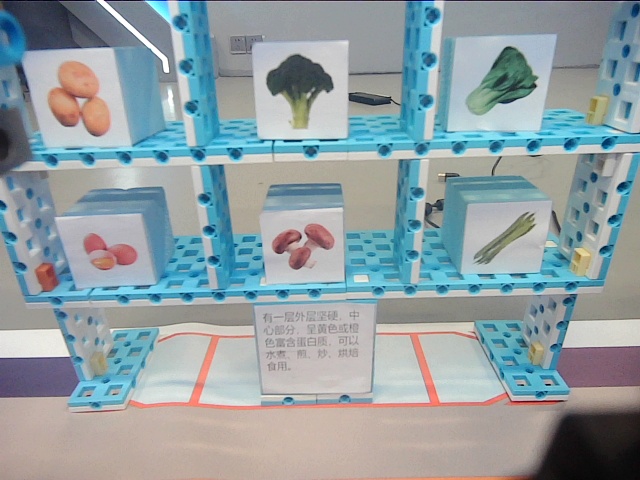 有一层外层坚硬，中
心部分，呈黄色或橙
色富含蛋白质，可以
水煮、煎、炒、烘焙
食用。